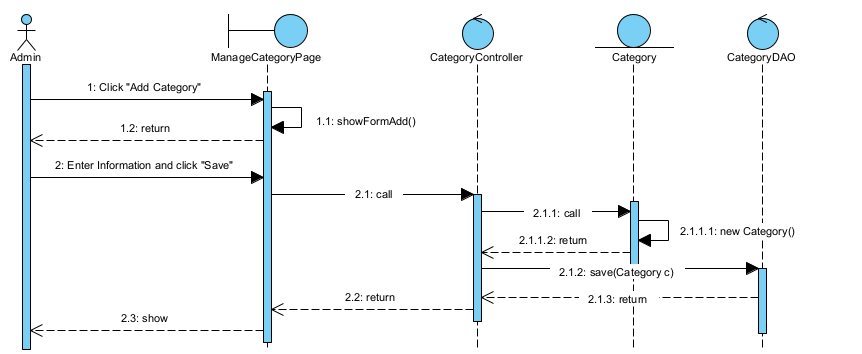 Admin
ManageCategoryPage
CategoryController
Category
CategoryDAO
1: Click "Add Category"
1.1: showFormAdd()
1.2: return
2: Enter Information and click "Save"
2.1: call
2.1.1: call
2.1.1.1: new Category()
2.1.1.2: return
2.1.2: save(Category c)
2.1.3: return
2.2: return
2.3: show